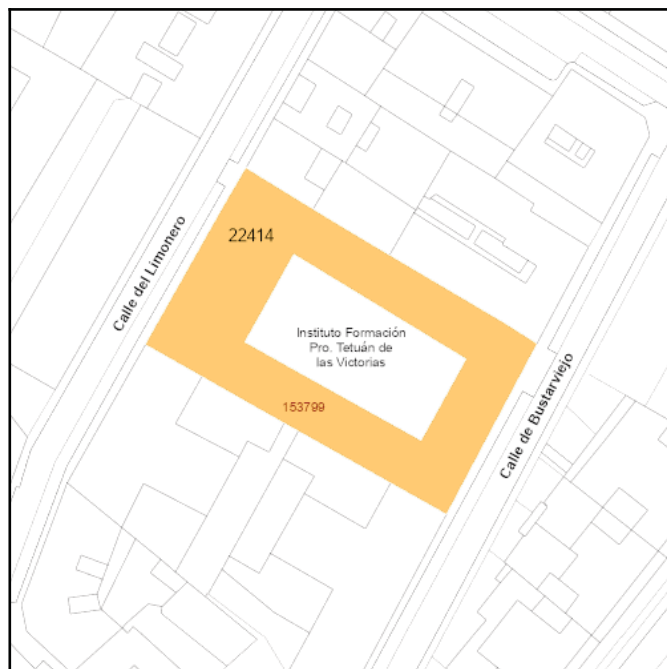 22414
Calle del Limonero
Instituto Formación
Pro. Tetuán de
las Victorias
153799
Calle de Bustarviejo